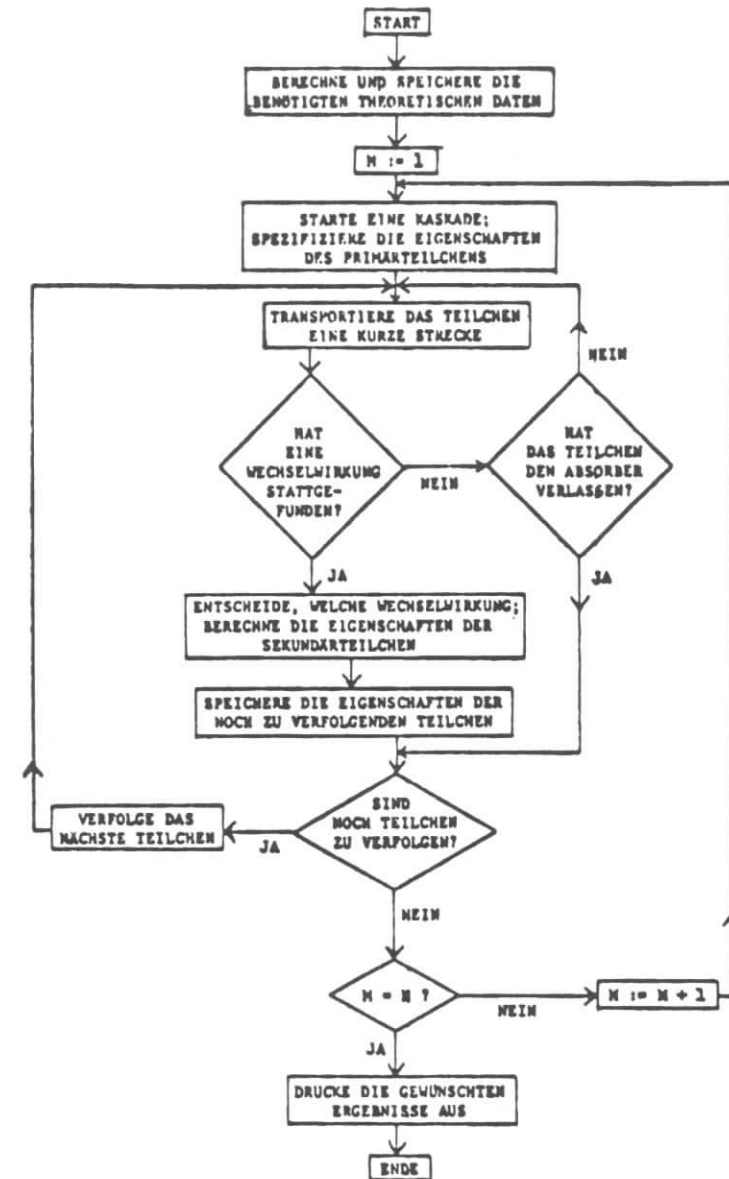 START
BERECHNE UND SPEICHERE DIE
BENÖTIGTEN THEORETISCHEN DATEN
M := 1
STARTE EINE KASKADE;
SPEZIFIZIERE DIE EIGENSCHAFTEN
DES PRIMÄRTEILCHENS
TRANSPORTIERE DAS TEILCHEN
EINE KURZE STRECKE
NEIN
HAT
EINE
WECHSELWIRKUNG
STATTGE-
FUNDEN?
NEIN
HAT
DAS TEILCHEN
DEN ABSORBER
VERLASSEN?
JA
JA
ENTSCHEIDE, WELCHE WECHSELWIRKUNG;
BERECHNE DIE EIGENSCHAFTEN DER
SEKUNDÄRTEILCHEN
SPEICHERE DIE EIGENSCHAFTEN DER
NOCH ZU VERFOLGENDEN TEILCHEN
SIND
NOCH TEILCHEN
ZU VERFOLGEN?
JA
VERFOLGE DAS
NÄCHSTE TEILCHEN
NEIN
M = N ?
NEIN
M := M + 1
JA
DRUCKE DIE GEWÜNSCHTEN
ERGEBNISSE AUS
ENDE